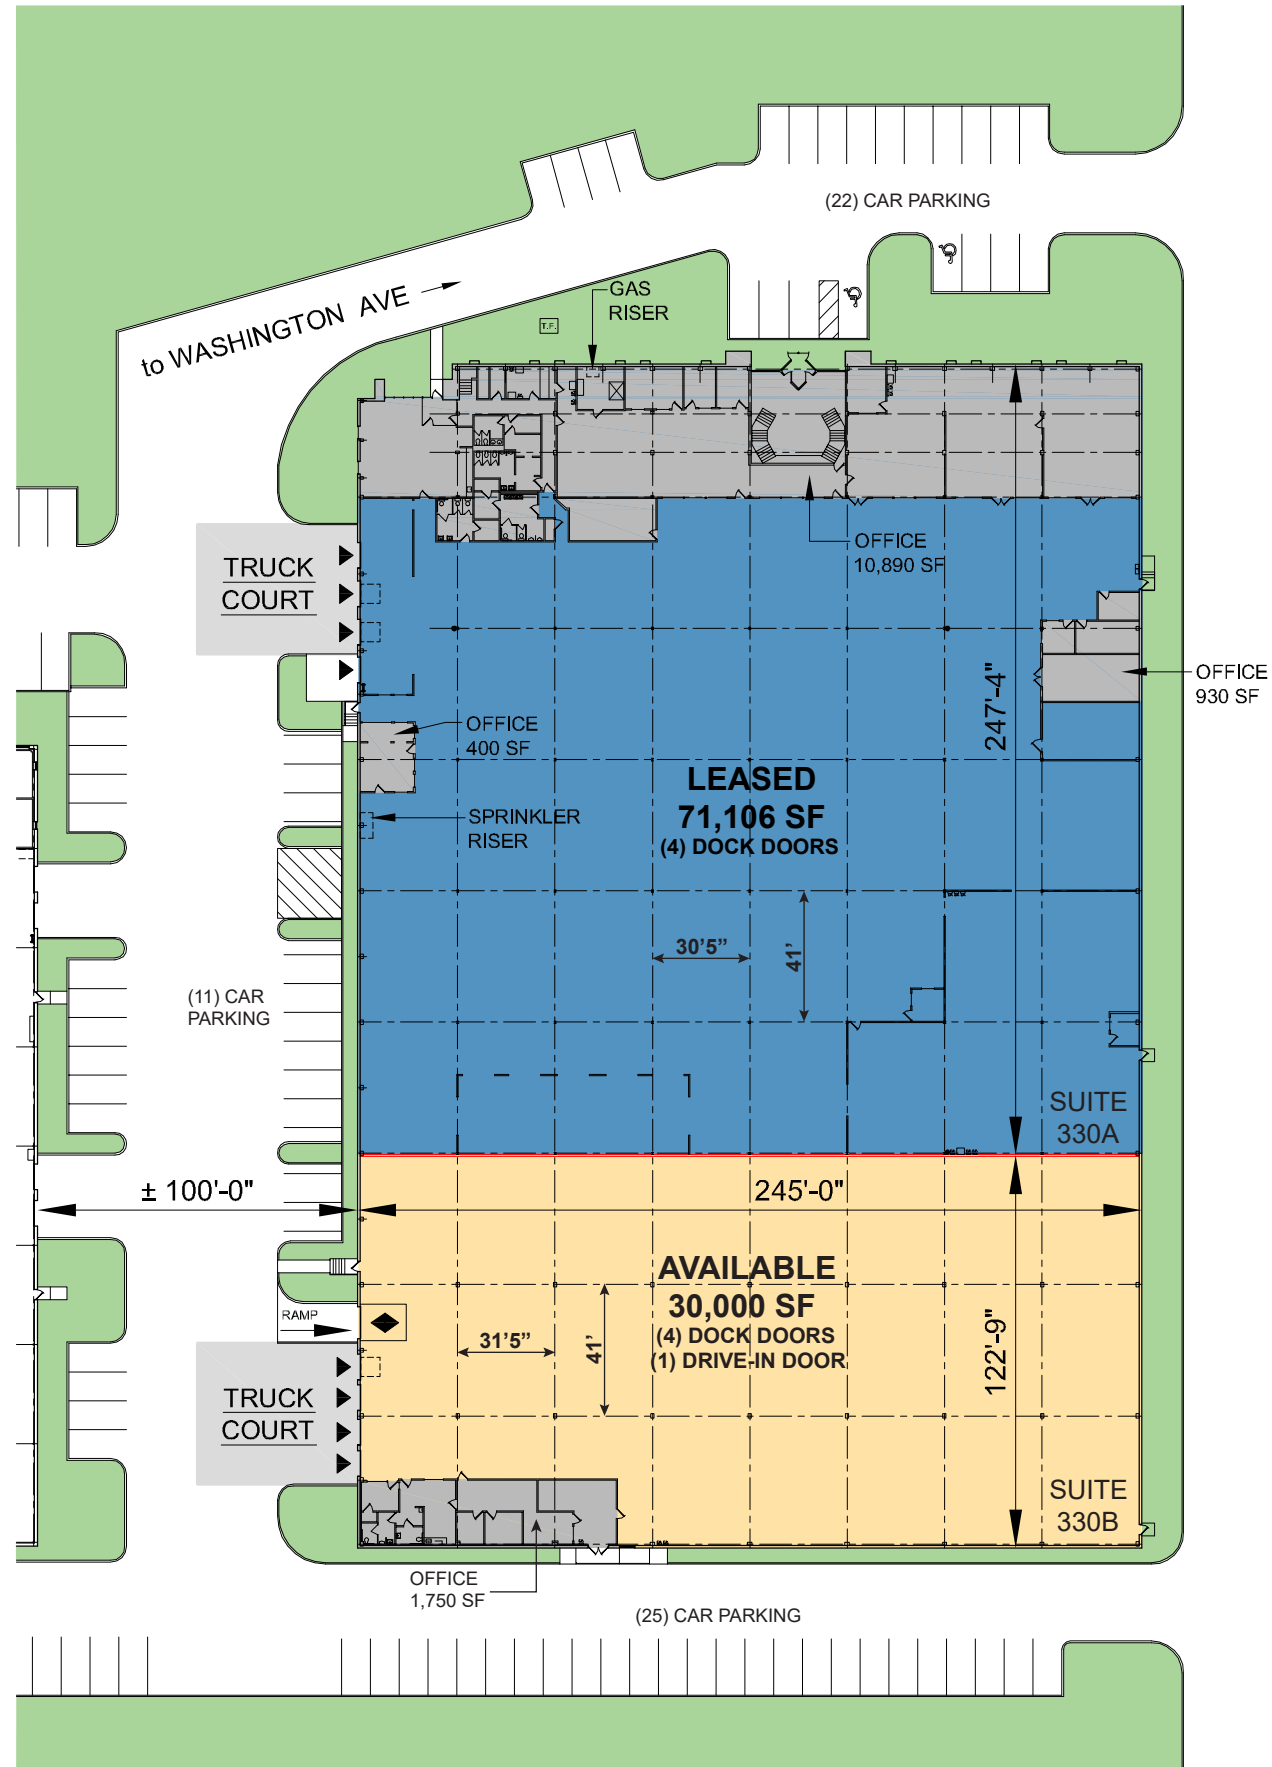 (22) CAR PARKING
to WASHINGTON AVE
GAS
RISER
T.F.
TRUCK
COURT
OFFICE
10,890 SF
OFFICE
930 SF
247'-4"
OFFICE
400 SF
LEASED
71,106 SF
(4) DOCK DOORS
SPRINKLER
RISER
30'5"
41'
(11) CAR
PARKING
SUITE
330A
± 100'-0"
245'-0"
AVAILABLE
30,000 SF
(4) DOCK DOORS
(1) DRIVE-IN DOOR
RAMP
31'5"
41'
122'-9"
TRUCK
COURT
SUITE
330B
OFFICE
1,750 SF
(25) CAR PARKING